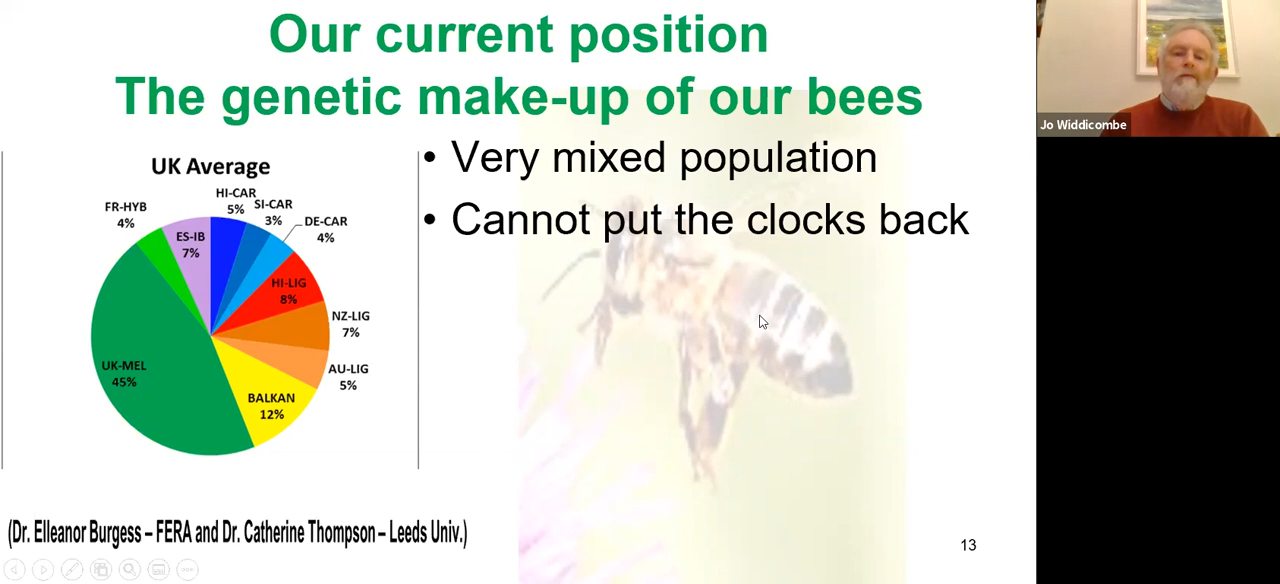 Our current position
The genetic make-up of our bees
• Very mixed population
• Cannot put the clocks back
UK Average
HI-CAR
5%
SI-CAR
3%
DE-CAR
4%
HI-LIG
8%
NZ-LIG
7%
AU-LIG
5%
BALKAN
12%
UK-MEL
45%
FR-HYB
4%
ES-IB
7%
(Dr. Elleanor Burgess – FERA and Dr. Catherine Thompson – Leeds Univ.)
13
Jo Widdicombe